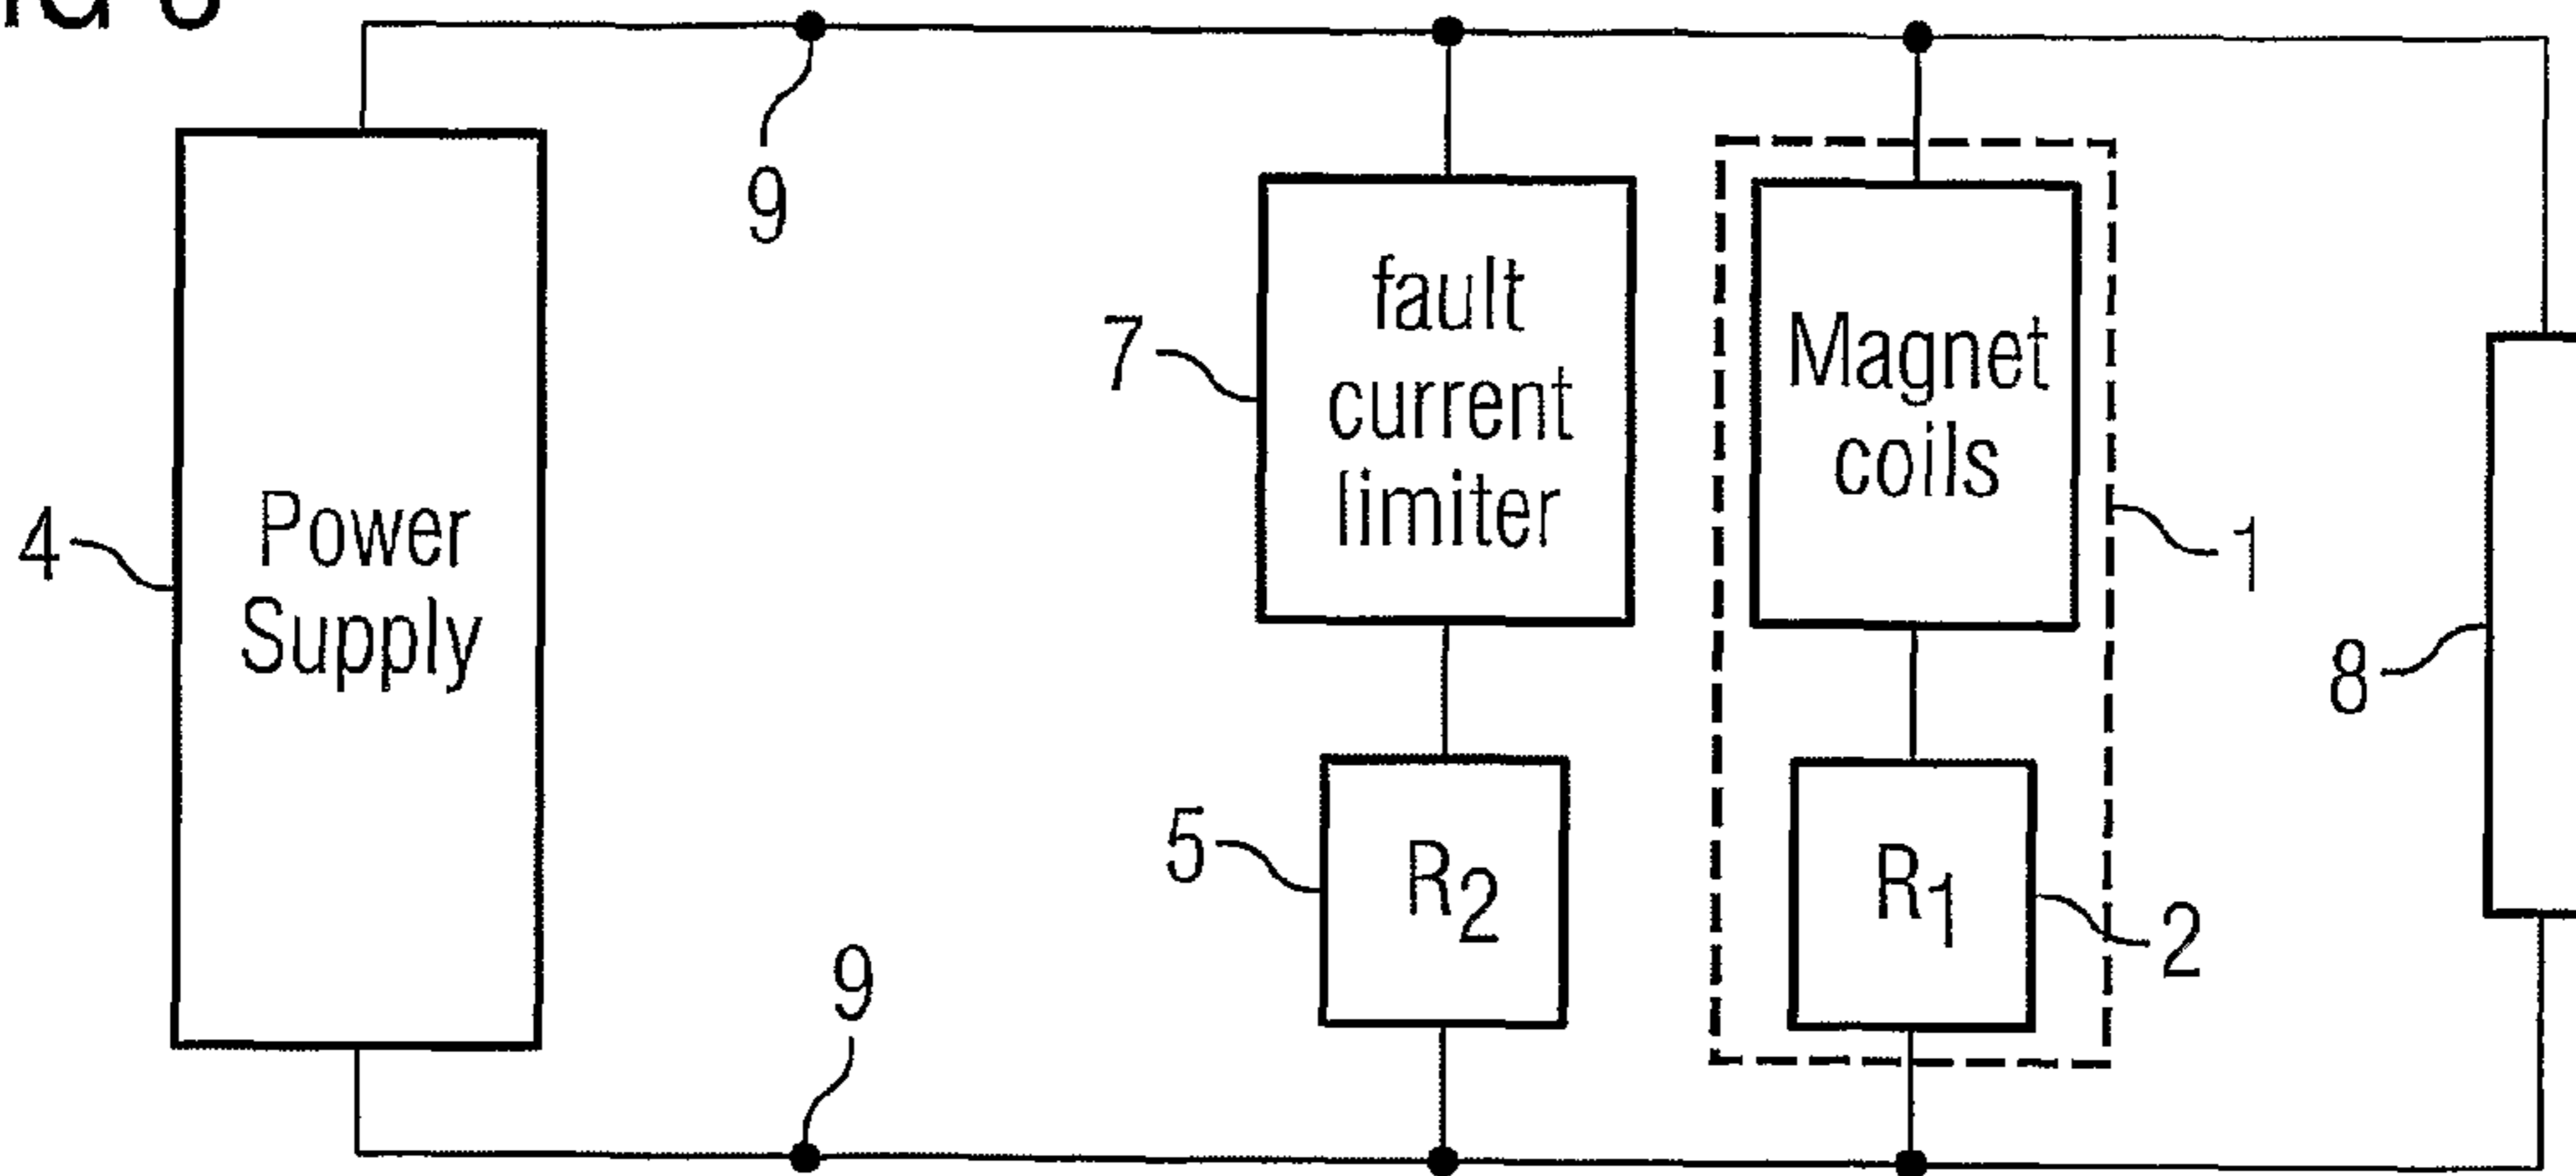 9
fault
current
limiter
7
Magnet
coils
1
Power
Supply
4
8
5
R2
R1
2
9